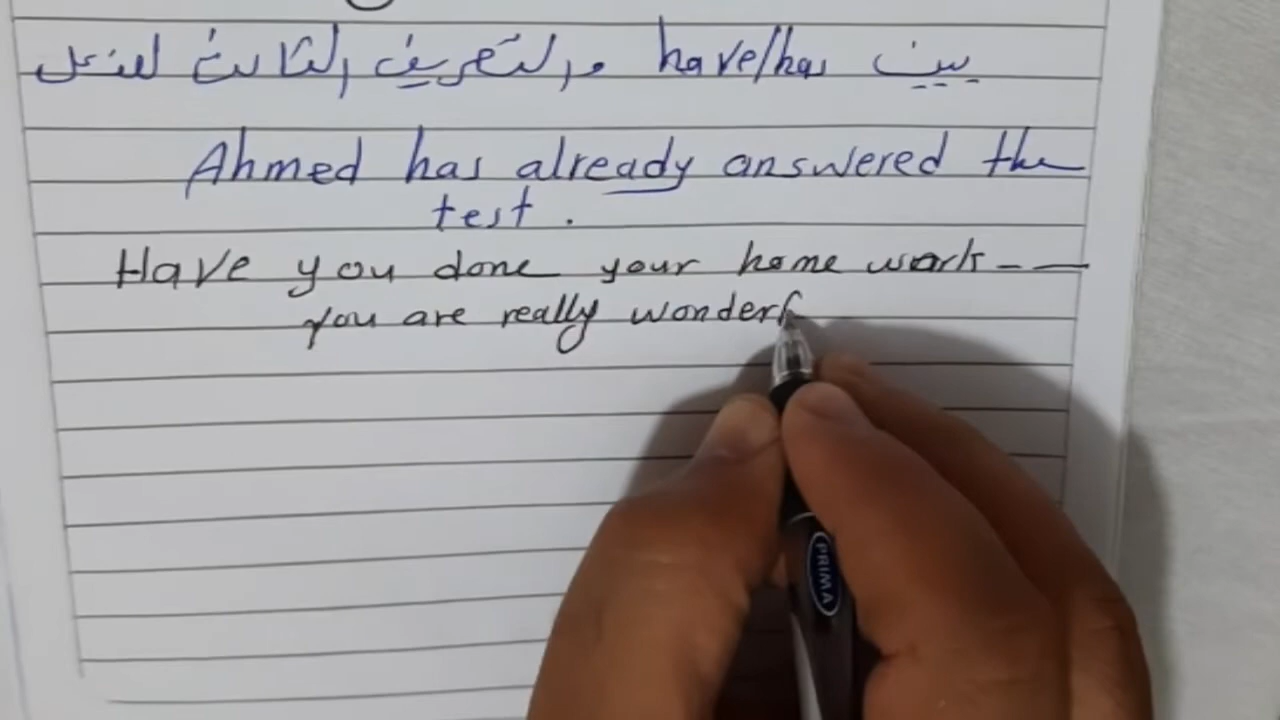 بين have/has والتصريف الثالث للفعل
Ahmed has already answered the
test.
Have you done your home work - —
you are really wonderf
PRIMA